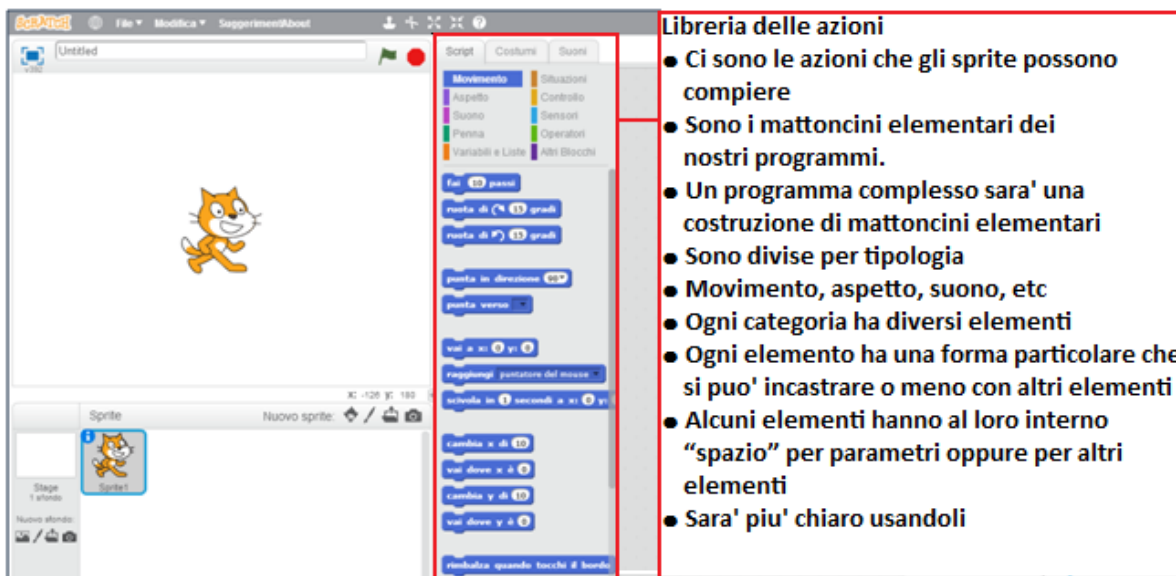 SCRATCH File Modifica SuggerimentiAbout
Untitled
v392
X: -126 y: 180
Sprite Nuovo sprite:
Stage
1 sfondo
Sprite1
Nuovo sfondo:
Script Costumi Suoni
Movimento Situazioni
Aspetto Controllo
Suono Sensori
Penna Operatori
Variabili e Liste Altri Blocchi
fai 10 passi
ruota di 15 gradi
ruota di 15 gradi
punta in direzione 90
punta verso
vai a x: 0 y: 0
raggiungi puntatore del mouse
scivola in 1 secondi a x: 0 y:
cambia x di 10
vai dove x è 0
cambia y di 10
vai dove y è 0
rimbalza quando tocchi il bordo
Libreria delle azioni
● Ci sono le azioni che gli sprite possono
compiere
● Sono i mattoncini elementari dei
nostri programmi.
● Un programma complesso sara' una
costruzione di mattoncini elementari
● Sono divise per tipologia
● Movimento, aspetto, suono, etc
● Ogni categoria ha diversi elementi
● Ogni elemento ha una forma particolare che
si puo' incastrare o meno con altri elementi
● Alcuni elementi hanno al loro interno
“spazio” per parametri oppure per altri
elementi
● Sara' piu' chiaro usandoli